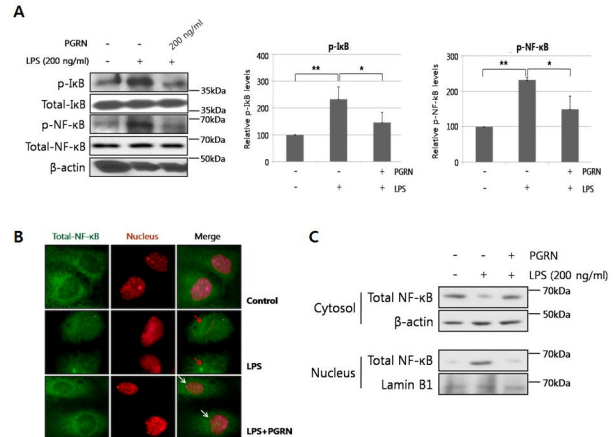 A
PGRN - - 200 ng/ml
LPS (200 ng/ml) - + +
p-IκB
35kDa
Total-IκB
35kDa
p-NF-κB
70kDa
Total-NF-κB
70kDa
β-actin
50kDa
p-IκB
Relative p-IκB levels
400
300
200
100
0
** *
- - + PGRN
- + + LPS
p-NF-κB
Relative p-NF-kB levels
300
200
100
0
** *
- - + PGRN
- + + LPS
B
Total-NF-κB Nucleus Merge
Control
LPS
LPS+PGRN
C
- - + PGRN
- + + LPS (200 ng/ml)
Cytosol
Total NF-κB
70kDa
β-actin
50kDa
Nucleus
Total NF-κB
70kDa
Lamin B1
70kDa